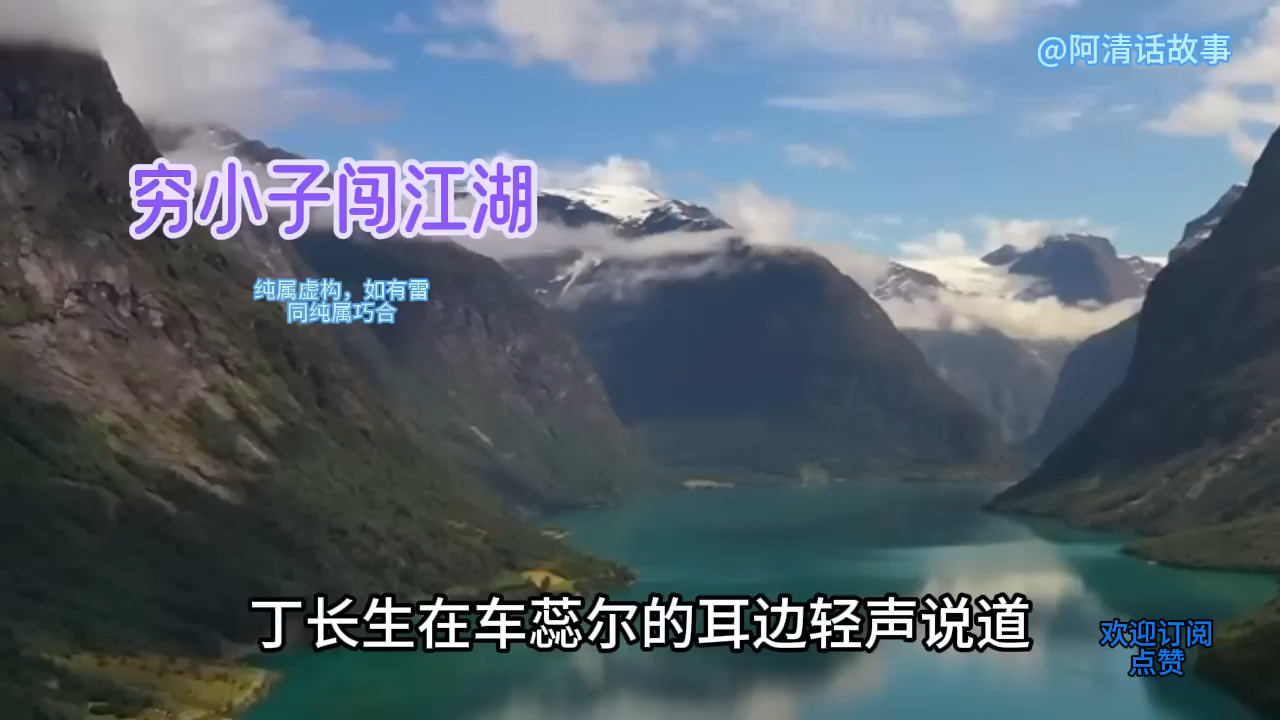 @阿清话故事
穷小子闯江湖
纯属虚构，如有雷
同纯属巧合
丁长生在车蕊尔的耳边轻声说道
欢迎订阅
点赞